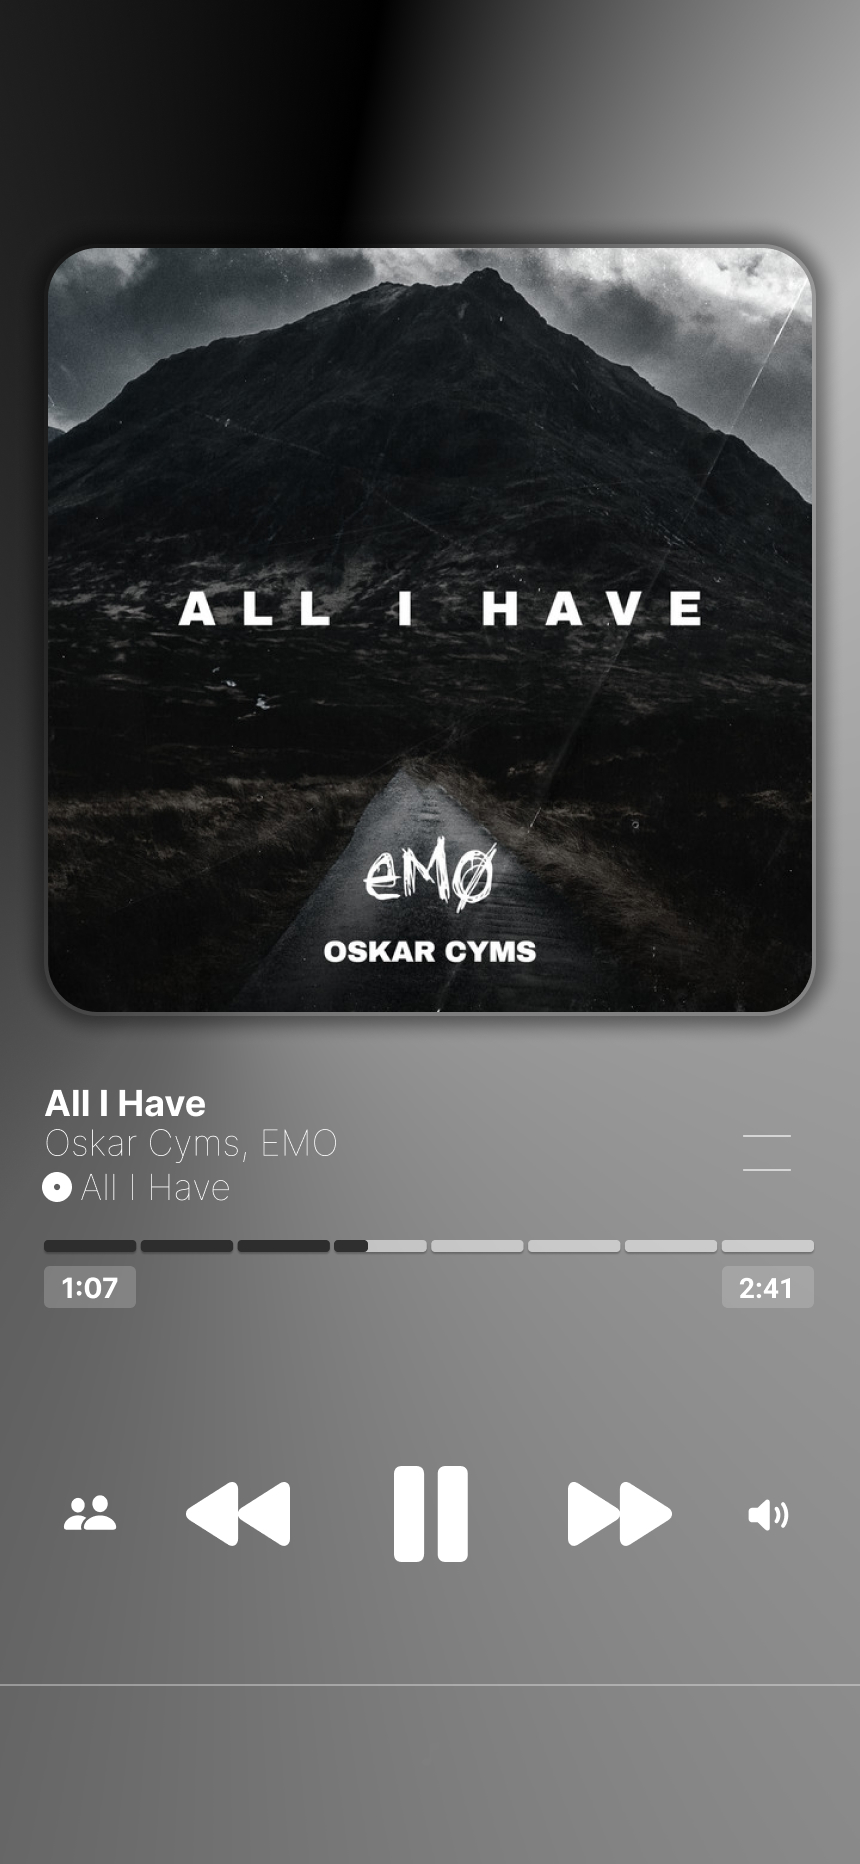 ALL I HAVE
eMØ
OSKAR CYMS
All I Have
Oskar Cyms, EMO
All I Have
1:07
2:41